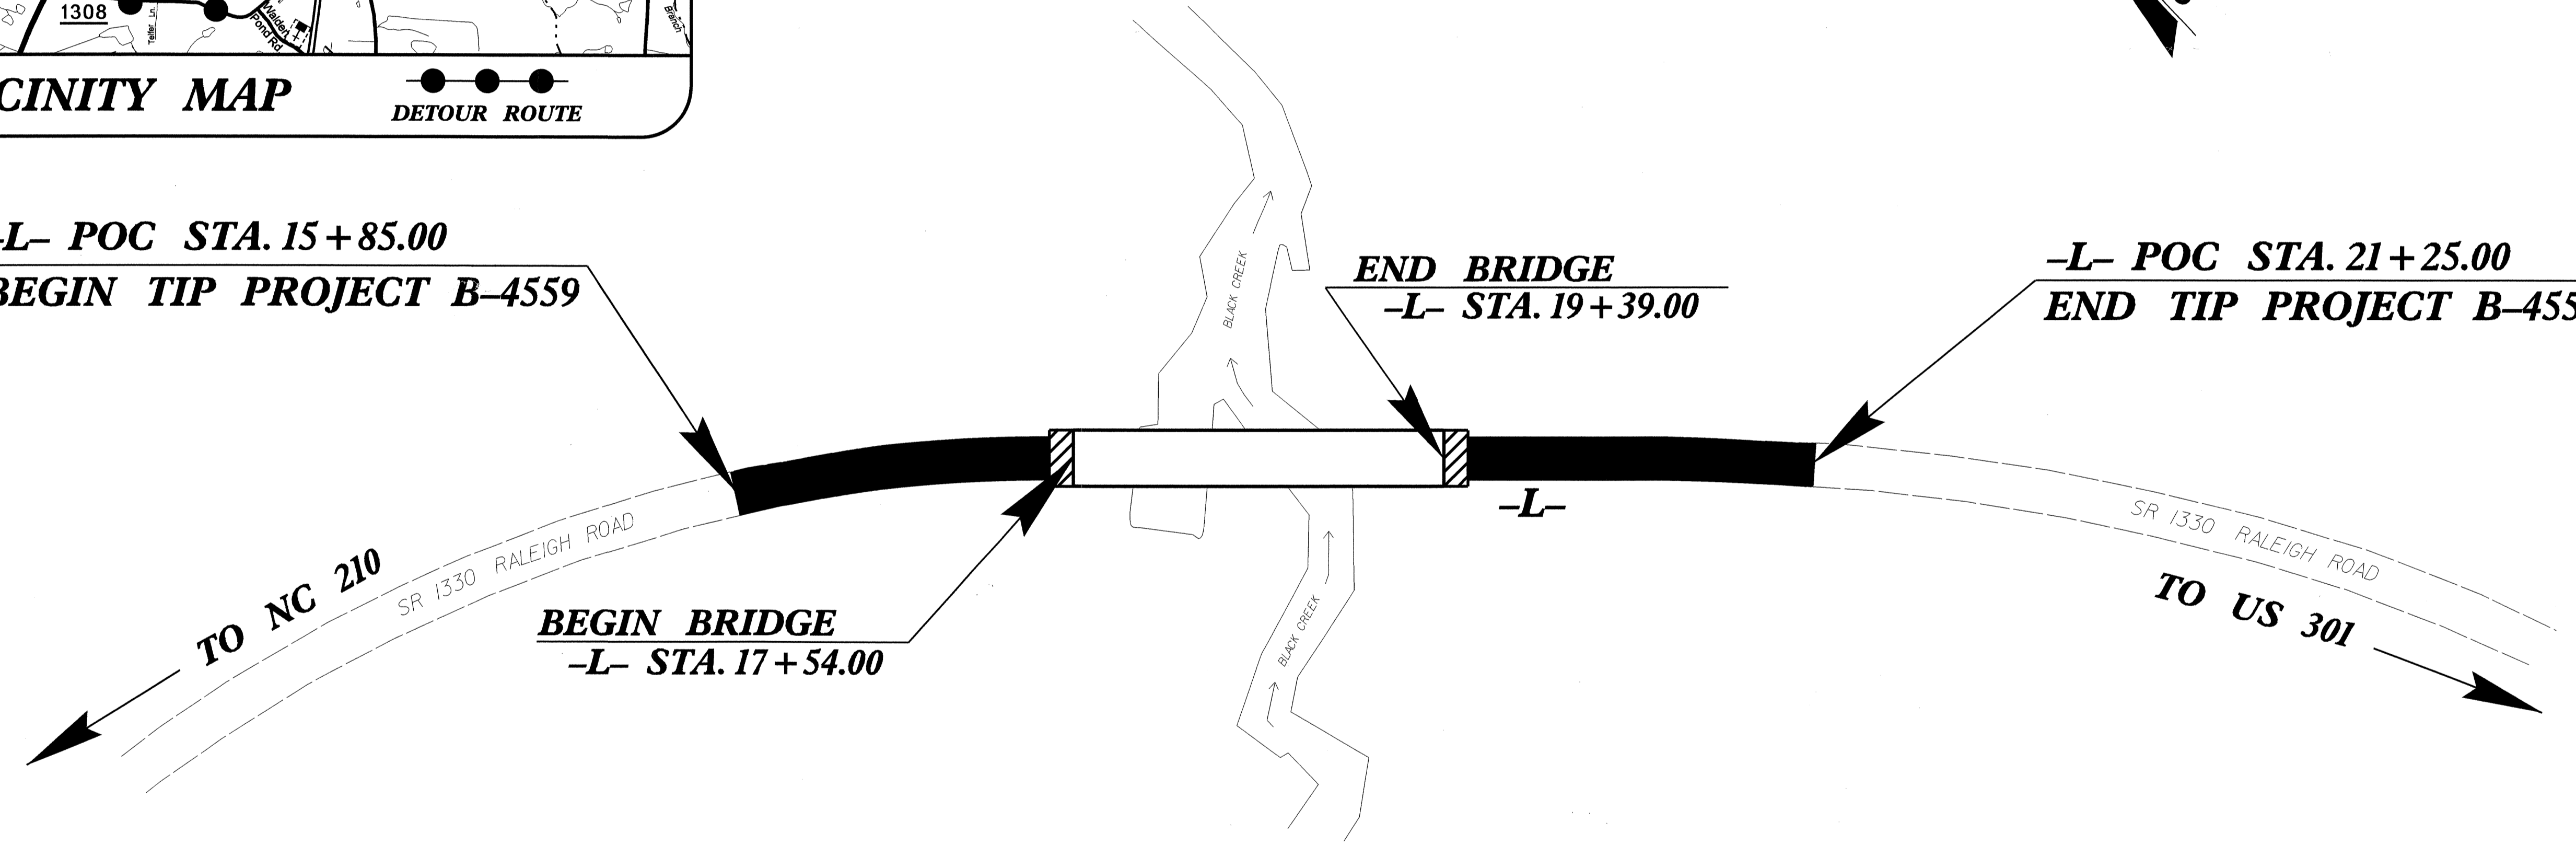 1308
Telfer Ln.
Walden
Pond Rd
Branch
CINITY MAP
DETOUR ROUTE
-L- POC STA. 15+85.00
BEGIN TIP PROJECT B-4559
END BRIDGE
-L- STA. 19+39.00
-L- POC STA. 21+25.00
END TIP PROJECT B-455
BLACK CREEK
-L-
SR 1330 RALEIGH ROAD
SR 1330 RALEIGH ROAD
TO NC 210
TO US 301
BEGIN BRIDGE
-L- STA. 17+54.00
BLACK CREEK